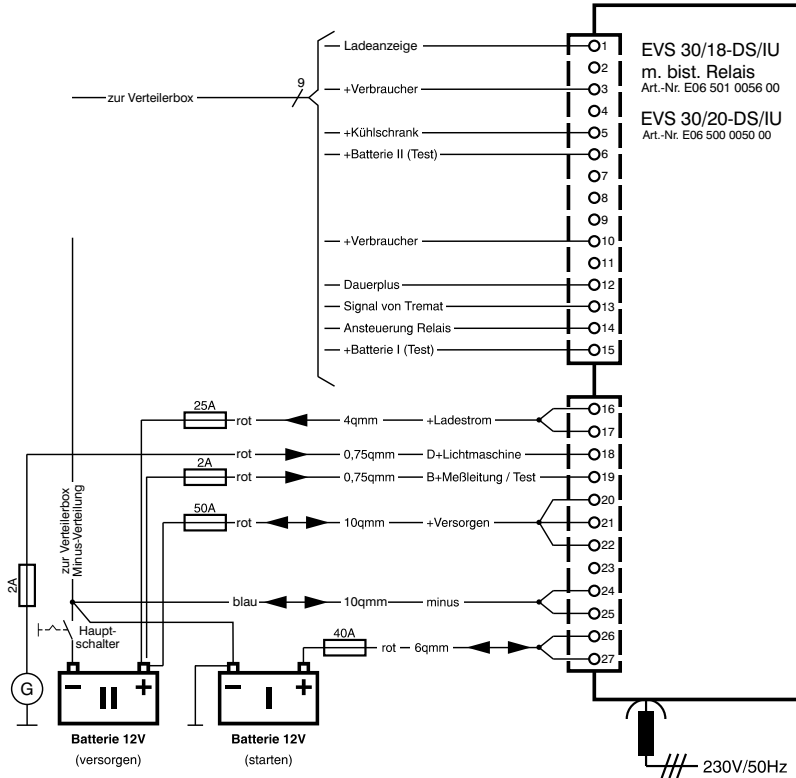 Ladeanzeige 1 EVS 30/18-DS/IU
2 m. bist. Relais
9 +Verbraucher 3 Art.-Nr. E06 501 0056 00
zur Verteilerbox
4
+Kühlschrank 5 EVS 30/20-DS/IU
Art.-Nr. E06 500 0050 00
+Batterie II (Test) 6
7
8
9
+Verbraucher 10
11
Dauerplus 12
Signal von Tremat 13
Ansteuerung Relais 14
+Batterie I (Test) 15
25A
rot 4qmm +Ladestrom 16
17
rot 0,75qmm D+Lichtmaschine 18
2A
rot 0,75qmm B+Meßleitung / Test 19
20
50A
rot 10qmm +Versorgen 21
22
zur Verteilerbox
Minus-Verteilung
23
2A
24
blau 10qmm minus
25
Haupt-
schalter
40A
26
rot 6qmm
27
G
− II +
− I +
Batterie 12V
(versorgen)
Batterie 12V
(starten)
230V/50Hz